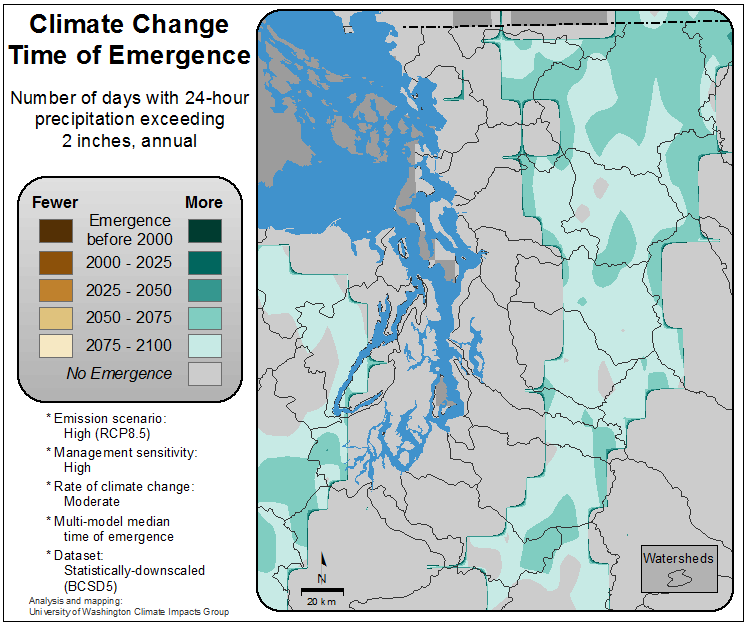 Climate Change
Time of Emergence
Number of days with 24-hour
precipitation exceeding
2 inches, annual
Fewer More
Emergence
before 2000
2000 - 2025
2025 - 2050
2050 - 2075
2075 - 2100
No Emergence
* Emission scenario:
High (RCP8.5)
* Management sensitivity:
High
* Rate of climate change:
Moderate
* Multi-model median
time of emergence
* Dataset:
Statistically-downscaled
(BCSD5)
Analysis and mapping:
University of Washington Climate Impacts Group
N
20 km
Watersheds